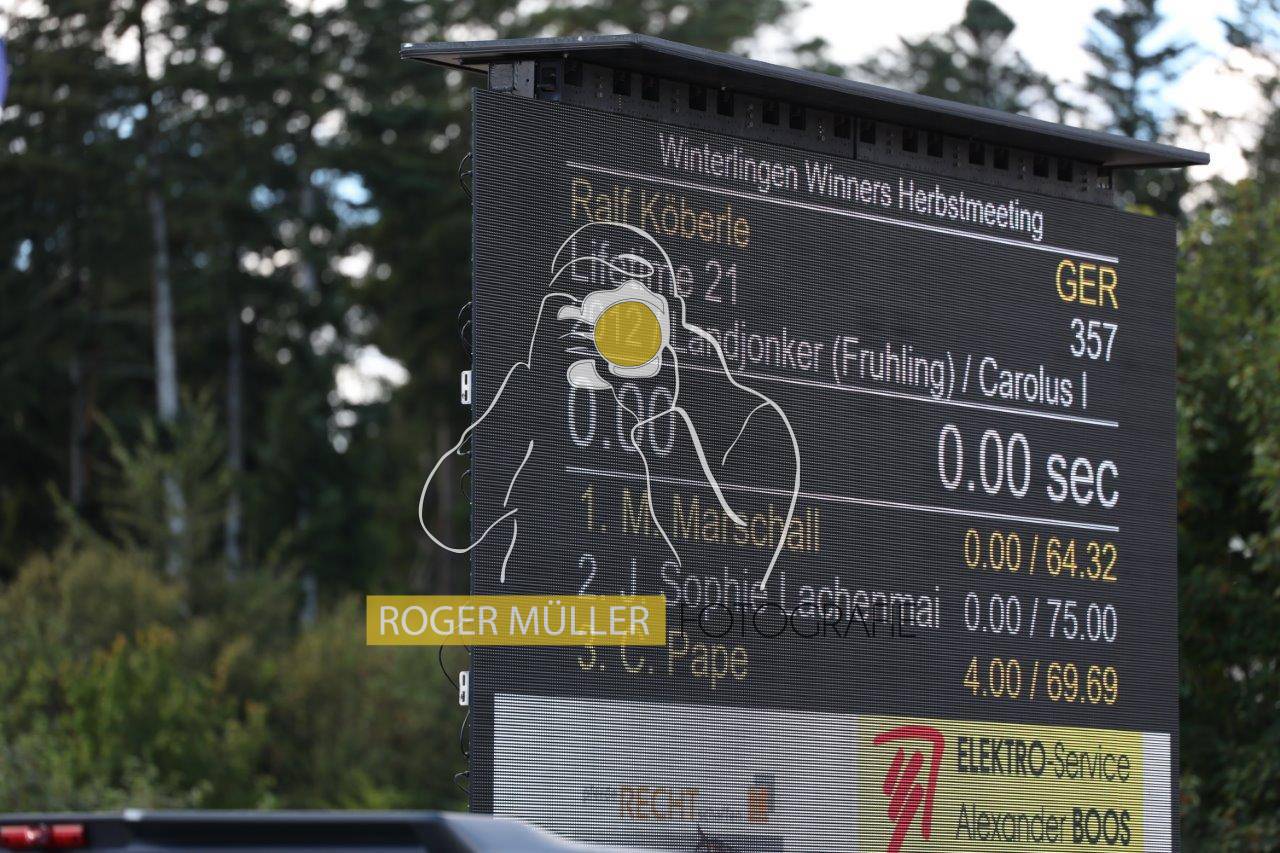 Winterlingen Winners Herbstmeeting
Ralf Köberle
GER
Lifetime 21
357
Landjonker (Fruhling) / Carolus I
0.00 0.00 sec
1. M. Marschall 0.00 / 64.32
2. J. Sophie Lachenmai 0.00 / 75.00
ROGER MÜLLER FOTOGRAFIE
3. C. Pape 4.00 / 69.69
RECHT
ELEKTRO-Service
Alexander BOOS